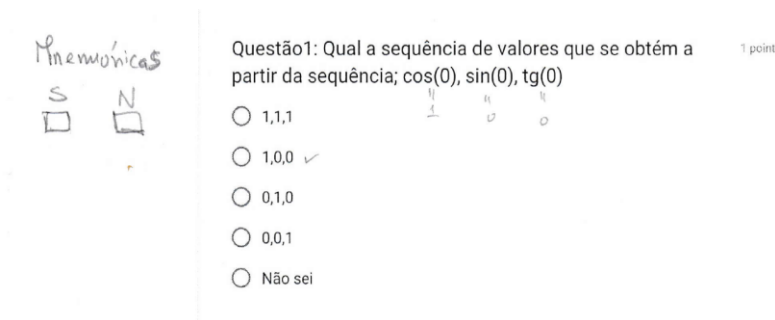 Mnemónicas
S N
Questão1: Qual a sequência de valores que se obtém a
1 point
partir da sequência; cos(0), sin(0), tg(0)
1 0 0
1,1,1
1,0,0 ✓
0,1,0
0,0,1
Não sei